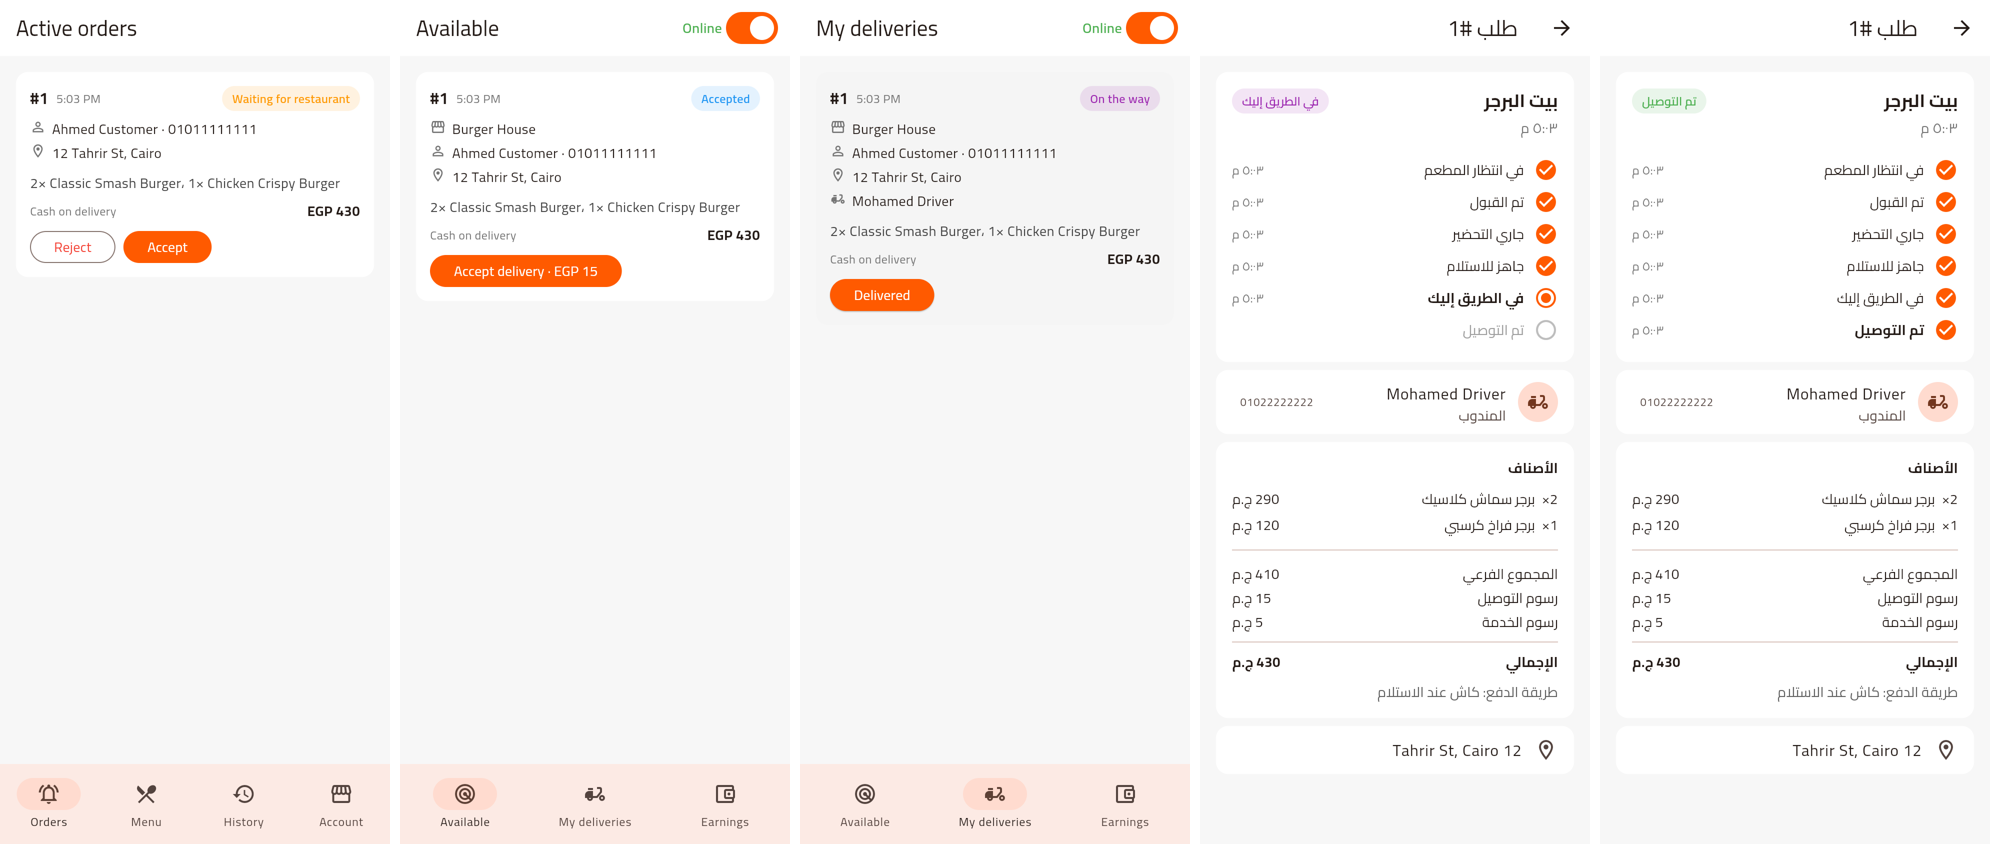 Active orders
#1 5:03 PM Waiting for restaurant
Ahmed Customer · 01011111111
12 Tahrir St, Cairo
2× Classic Smash Burger، 1× Chicken Crispy Burger
Cash on delivery EGP 430
Reject Accept
Orders Menu History Account
Available Online
#1 5:03 PM Accepted
Burger House
Ahmed Customer · 01011111111
12 Tahrir St, Cairo
2× Classic Smash Burger، 1× Chicken Crispy Burger
Cash on delivery EGP 430
Accept delivery · EGP 15
Available My deliveries Earnings
My deliveries Online
#1 5:03 PM On the way
Burger House
Ahmed Customer · 01011111111
12 Tahrir St, Cairo
Mohamed Driver
2× Classic Smash Burger، 1× Chicken Crispy Burger
Cash on delivery EGP 430
Delivered
Available My deliveries Earnings
طلب #1
بيت البرجر في الطريق إليك
٥:٠٣ م
في انتظار المطعم ٥:٠٣ م
تم القبول ٥:٠٣ م
جاري التحضير ٥:٠٣ م
جاهز للاستلام ٥:٠٣ م
في الطريق إليك ٥:٠٣ م
تم التوصيل
Mohamed Driver 01022222222
المندوب
الأصناف
2× برجر سماش كلاسيك 290 ج.م
1× برجر فراخ كرسبي 120 ج.م
المجموع الفرعي 410 ج.م
رسوم التوصيل 15 ج.م
رسوم الخدمة 5 ج.م
الإجمالي 430 ج.م
طريقة الدفع: كاش عند الاستلام
Tahrir St, Cairo 12
طلب #1
بيت البرجر تم التوصيل
٥:٠٣ م
في انتظار المطعم ٥:٠٣ م
تم القبول ٥:٠٣ م
جاري التحضير ٥:٠٣ م
جاهز للاستلام ٥:٠٣ م
في الطريق إليك ٥:٠٣ م
تم التوصيل ٥:٠٣ م
Mohamed Driver 01022222222
المندوب
الأصناف
2× برجر سماش كلاسيك 290 ج.م
1× برجر فراخ كرسبي 120 ج.م
المجموع الفرعي 410 ج.م
رسوم التوصيل 15 ج.م
رسوم الخدمة 5 ج.م
الإجمالي 430 ج.م
طريقة الدفع: كاش عند الاستلام
Tahrir St, Cairo 12